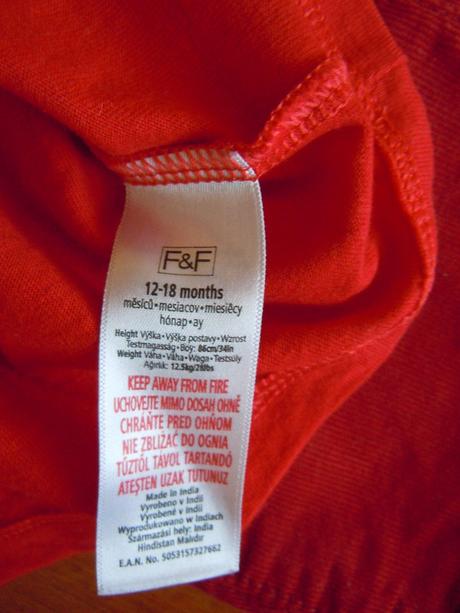 F&F
12-18 months
měsíců•mesiacov•miesięcy
hónap•ay
Height Výška•Výška postavy•Wzrost
Testmagasság•Boy: 86cm/34in
Weight Váha•Váha•Waga•Testsúly
Ağırlık: 12.5kg/28lbs
KEEP AWAY FROM FIRE
UCHOVEJTE MIMO DOSAH OHNĚ
CHRÁŇTE PRED OHŇOM
NIE ZBLIŻAĆ DO OGNIA
TŰZTŐL TÁVOL TARTANDÓ
ATEŞTEN UZAK TUTUNUZ
Made in India
Vyrobeno v Indii
Vyrobené v Indii
Wyprodukowano w Indiach
Származási hely: India
Hindistan Malıdır
E.A.N. No. 5053157327662